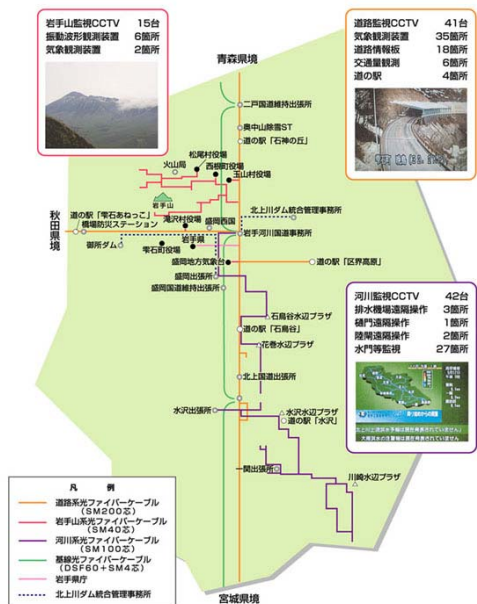 岩手山監視CCTV 15台
振動波形観測装置 6箇所
気象観測装置 2箇所
道路監視CCTV 41台
気象観測装置 35箇所
道路情報板 18箇所
交通量観測 6箇所
道の駅 4箇所
青森県境
二戸国道維持出張所
奥中山除雪ST
道の駅「石神の丘」
松尾村役場
西根町役場
火山局
玉山村役場
岩手山
北上川ダム統合管理事務所
滝沢村役場
盛岡西国
秋田県境
道の駅「雫石あねっこ」
橋場防災ステーション
岩手河川国道事務所
岩手県
御所ダム
雫石町役場
盛岡地方気象台
道の駅「区界高原」
盛岡出張所
盛岡国道維持出張所
河川監視CCTV 42台
排水機場遠隔操作 3箇所
樋門遠隔操作 1箇所
陸閘遠隔操作 2箇所
水門等監視 27箇所
石鳥谷水辺プラザ
道の駅「石鳥谷」
花巻水辺プラザ
北上国道出張所
水沢出張所
水沢水辺プラザ
道の駅「水沢」
一関出張所
川崎水辺プラザ
凡 例
道路系光ファイバーケーブル
(SM200芯)
岩手山系光ファイバーケーブル
(SM40芯)
河川系光ファイバーケーブル
(SM100芯)
基線光ファイバーケーブル
(DSF60+SM4芯)
岩手県庁
北上川ダム統合管理事務所
宮城県境